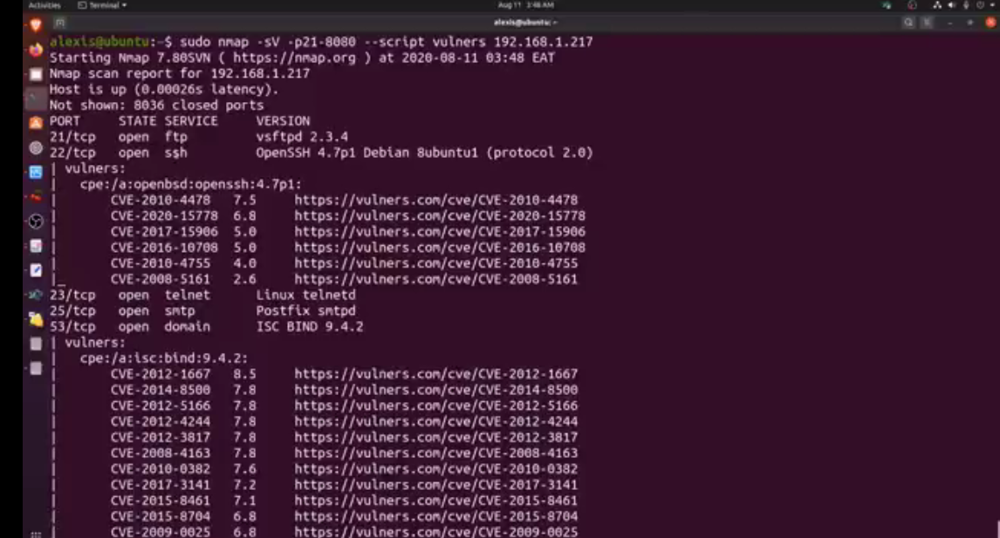 Activities Terminal Aug 11 3:48 AM
alexis@ubuntu: ~
alexis@ubuntu:~$ sudo nmap -sV -p21-8080 --script vulners 192.168.1.217
Starting Nmap 7.80SVN ( https://nmap.org ) at 2020-08-11 03:48 EAT
Nmap scan report for 192.168.1.217
Host is up (0.00026s latency).
Not shown: 8036 closed ports
PORT     STATE SERVICE     VERSION
21/tcp   open  ftp         vsftpd 2.3.4
22/tcp   open  ssh         OpenSSH 4.7p1 Debian 8ubuntu1 (protocol 2.0)
| vulners:
|   cpe:/a:openbsd:openssh:4.7p1:
|       CVE-2010-4478   7.5     https://vulners.com/cve/CVE-2010-4478
|       CVE-2020-15778  6.8     https://vulners.com/cve/CVE-2020-15778
|       CVE-2017-15906  5.0     https://vulners.com/cve/CVE-2017-15906
|       CVE-2016-10708  5.0     https://vulners.com/cve/CVE-2016-10708
|       CVE-2010-4755   4.0     https://vulners.com/cve/CVE-2010-4755
|_      CVE-2008-5161   2.6     https://vulners.com/cve/CVE-2008-5161
23/tcp   open  telnet      Linux telnetd
25/tcp   open  smtp        Postfix smtpd
53/tcp   open  domain      ISC BIND 9.4.2
| vulners:
|   cpe:/a:isc:bind:9.4.2:
|       CVE-2012-1667   8.5     https://vulners.com/cve/CVE-2012-1667
|       CVE-2014-8500   7.8     https://vulners.com/cve/CVE-2014-8500
|       CVE-2012-5166   7.8     https://vulners.com/cve/CVE-2012-5166
|       CVE-2012-4244   7.8     https://vulners.com/cve/CVE-2012-4244
|       CVE-2012-3817   7.8     https://vulners.com/cve/CVE-2012-3817
|       CVE-2008-4163   7.8     https://vulners.com/cve/CVE-2008-4163
|       CVE-2010-0382   7.6     https://vulners.com/cve/CVE-2010-0382
|       CVE-2017-3141   7.2     https://vulners.com/cve/CVE-2017-3141
|       CVE-2015-8461   7.1     https://vulners.com/cve/CVE-2015-8461
|       CVE-2015-8704   6.8     https://vulners.com/cve/CVE-2015-8704
|       CVE-2009-0025   6.8     https://vulners.com/cve/CVE-2009-0025